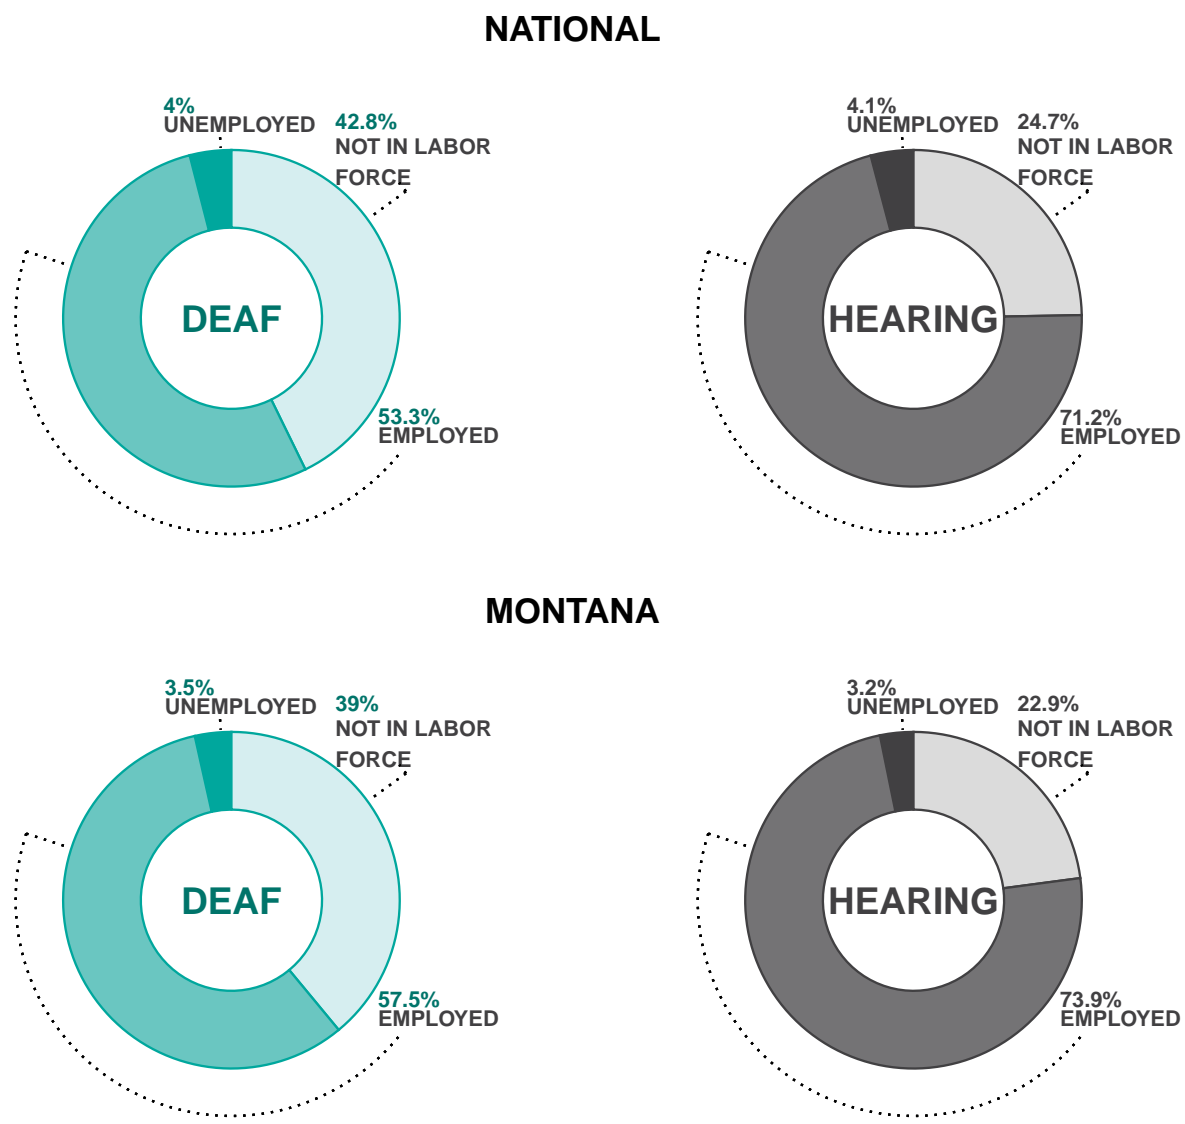 NATIONAL
4%
UNEMPLOYED
42.8%
NOT IN LABOR
FORCE
DEAF
53.3%
EMPLOYED
4.1%
UNEMPLOYED
24.7%
NOT IN LABOR
FORCE
HEARING
71.2%
EMPLOYED
MONTANA
3.5%
UNEMPLOYED
39%
NOT IN LABOR
FORCE
DEAF
57.5%
EMPLOYED
3.2%
UNEMPLOYED
22.9%
NOT IN LABOR
FORCE
HEARING
73.9%
EMPLOYED